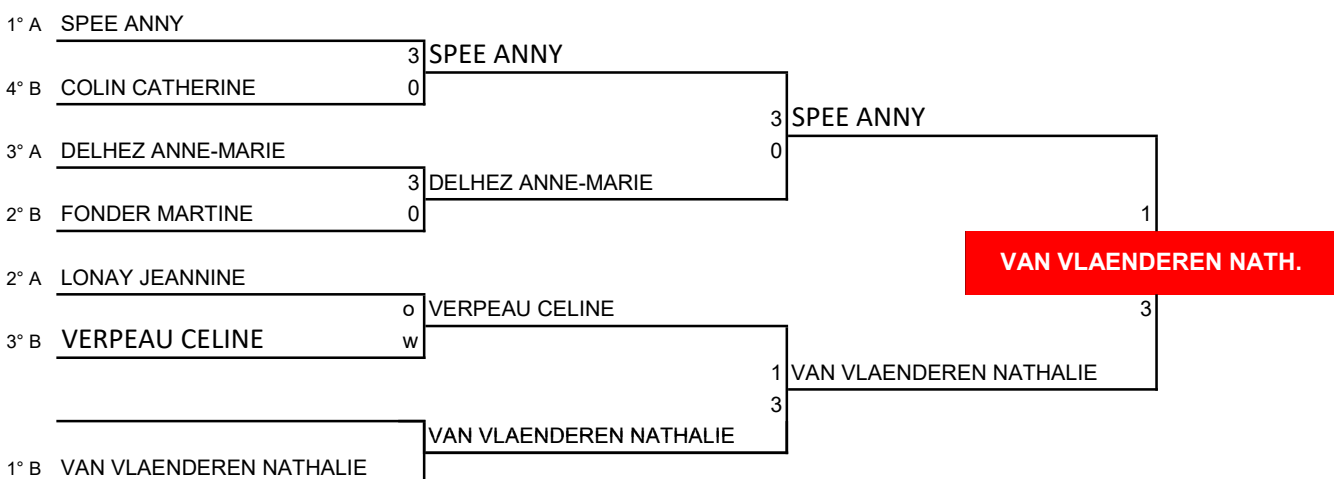 1° A SPEE ANNY
3 SPEE ANNY
4° B COLIN CATHERINE 0
3 SPEE ANNY
3° A DELHEZ ANNE-MARIE 0
3 DELHEZ ANNE-MARIE
2° B FONDER MARTINE 0 1
VAN VLAENDEREN NATH.
2° A LONAY JEANNINE
o VERPEAU CELINE 3
3° B VERPEAU CELINE w
1 VAN VLAENDEREN NATHALIE
3
VAN VLAENDEREN NATHALIE
1° B VAN VLAENDEREN NATHALIE